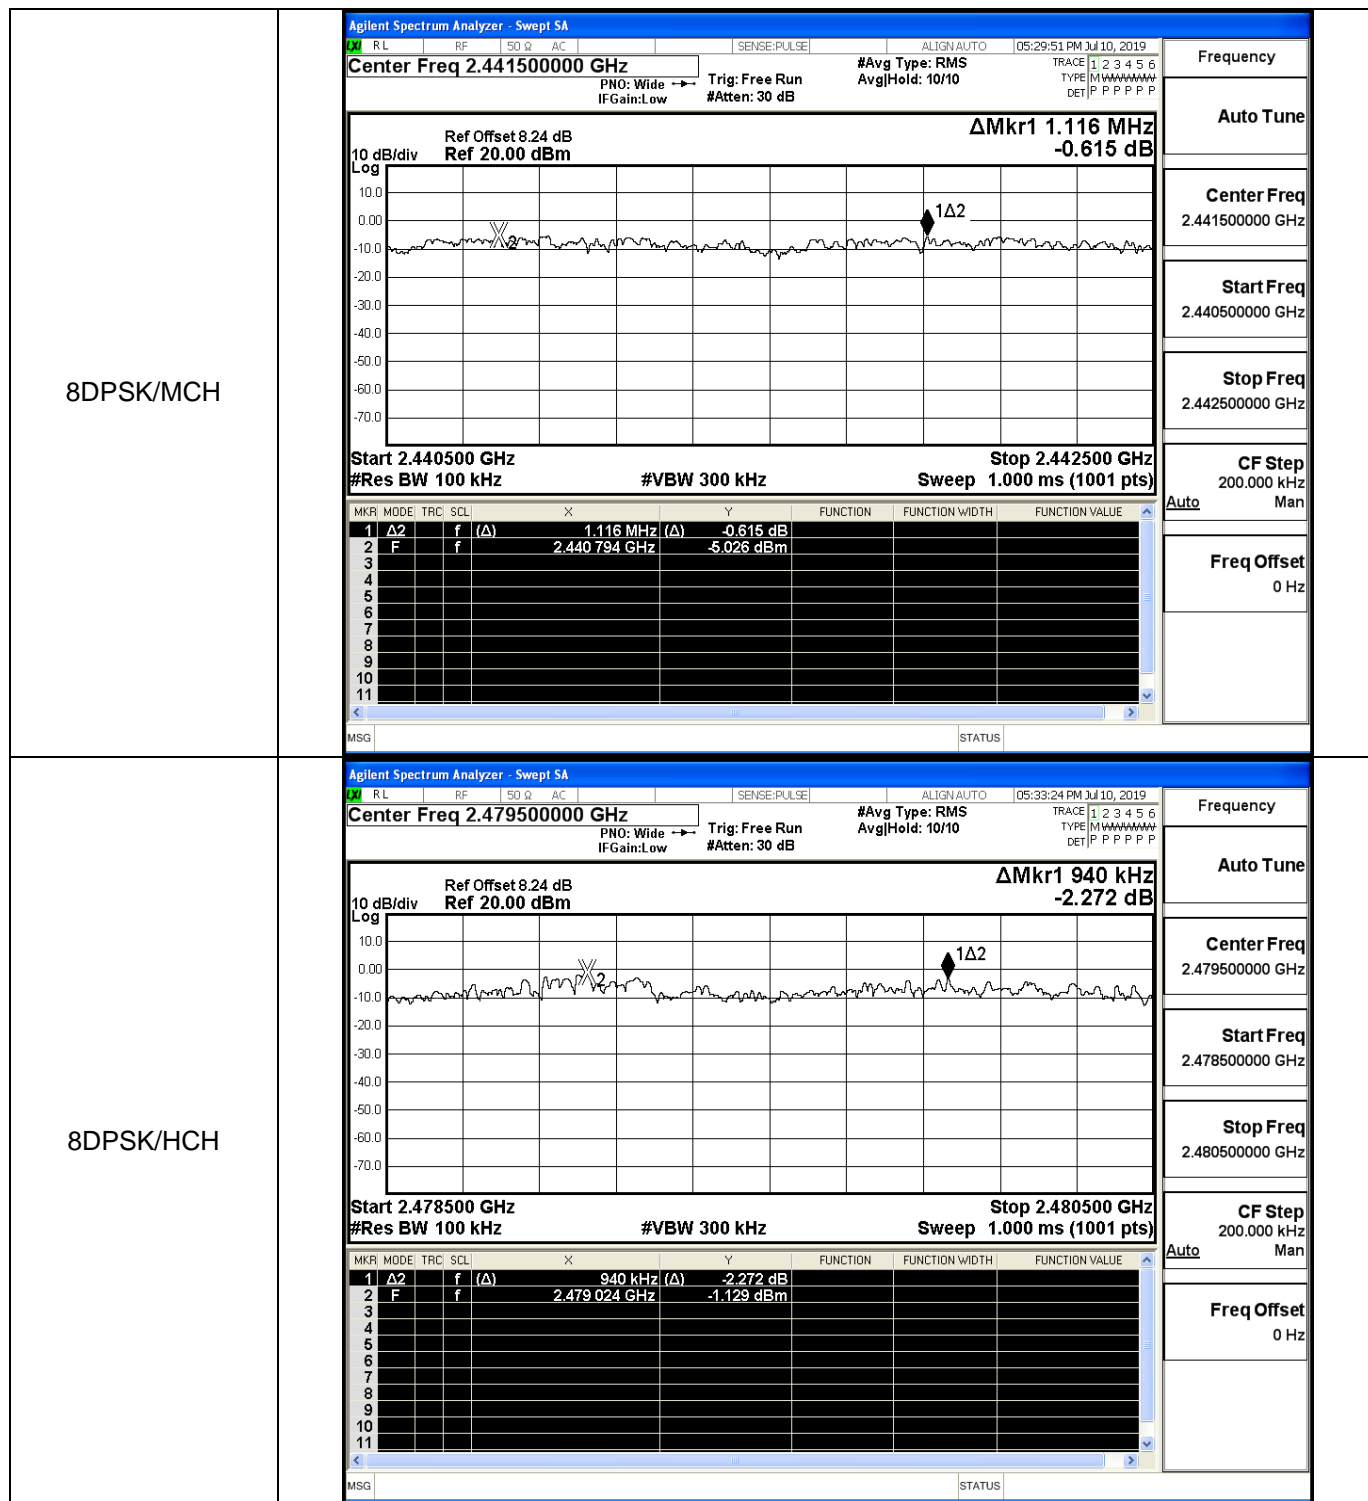 8DPSK/MCH
Agilent Spectrum Analyzer - Swept SA
LXI RL RF 50 Ω AC SENSE:PULSE ALIGN AUTO 05:29:51 PM Jul 10, 2019
Center Freq 2.441500000 GHz
PNO: Wide
IFGain:Low
Trig: Free Run
#Atten: 30 dB
#Avg Type: RMS
Avg|Hold: 10/10
TRACE 1 2 3 4 5 6
TYPE M WWWWW
DET P P P P P P
Ref Offset 8.24 dB
10 dB/div Ref 20.00 dBm
Log
ΔMkr1 1.116 MHz
-0.615 dB
10.0
0.00
-10.0
-20.0
-30.0
-40.0
-50.0
-60.0
-70.0
2
1Δ2
Start 2.440500 GHz Stop 2.442500 GHz
#Res BW 100 kHz #VBW 300 kHz Sweep 1.000 ms (1001 pts)
MKR MODE TRC SCL X Y FUNCTION FUNCTION WIDTH FUNCTION VALUE
1 Δ2 f (Δ) 1.116 MHz (Δ) -0.615 dB
2 F f 2.440 794 GHz -5.026 dBm
3
4
5
6
7
8
9
10
11
MSG STATUS
Frequency
Auto Tune
Center Freq
2.441500000 GHz
Start Freq
2.440500000 GHz
Stop Freq
2.442500000 GHz
CF Step
200.000 kHz
Auto Man
Freq Offset
0 Hz
8DPSK/HCH
Agilent Spectrum Analyzer - Swept SA
LXI RL RF 50 Ω AC SENSE:PULSE ALIGN AUTO 05:33:24 PM Jul 10, 2019
Center Freq 2.479500000 GHz
PNO: Wide
IFGain:Low
Trig: Free Run
#Atten: 30 dB
#Avg Type: RMS
Avg|Hold: 10/10
TRACE 1 2 3 4 5 6
TYPE M WWWWW
DET P P P P P P
Ref Offset 8.24 dB
10 dB/div Ref 20.00 dBm
Log
ΔMkr1 940 kHz
-2.272 dB
10.0
0.00
-10.0
-20.0
-30.0
-40.0
-50.0
-60.0
-70.0
2
1Δ2
Start 2.478500 GHz Stop 2.480500 GHz
#Res BW 100 kHz #VBW 300 kHz Sweep 1.000 ms (1001 pts)
MKR MODE TRC SCL X Y FUNCTION FUNCTION WIDTH FUNCTION VALUE
1 Δ2 f (Δ) 940 kHz (Δ) -2.272 dB
2 F f 2.479 024 GHz -1.129 dBm
3
4
5
6
7
8
9
10
11
MSG STATUS
Frequency
Auto Tune
Center Freq
2.479500000 GHz
Start Freq
2.478500000 GHz
Stop Freq
2.480500000 GHz
CF Step
200.000 kHz
Auto Man
Freq Offset
0 Hz